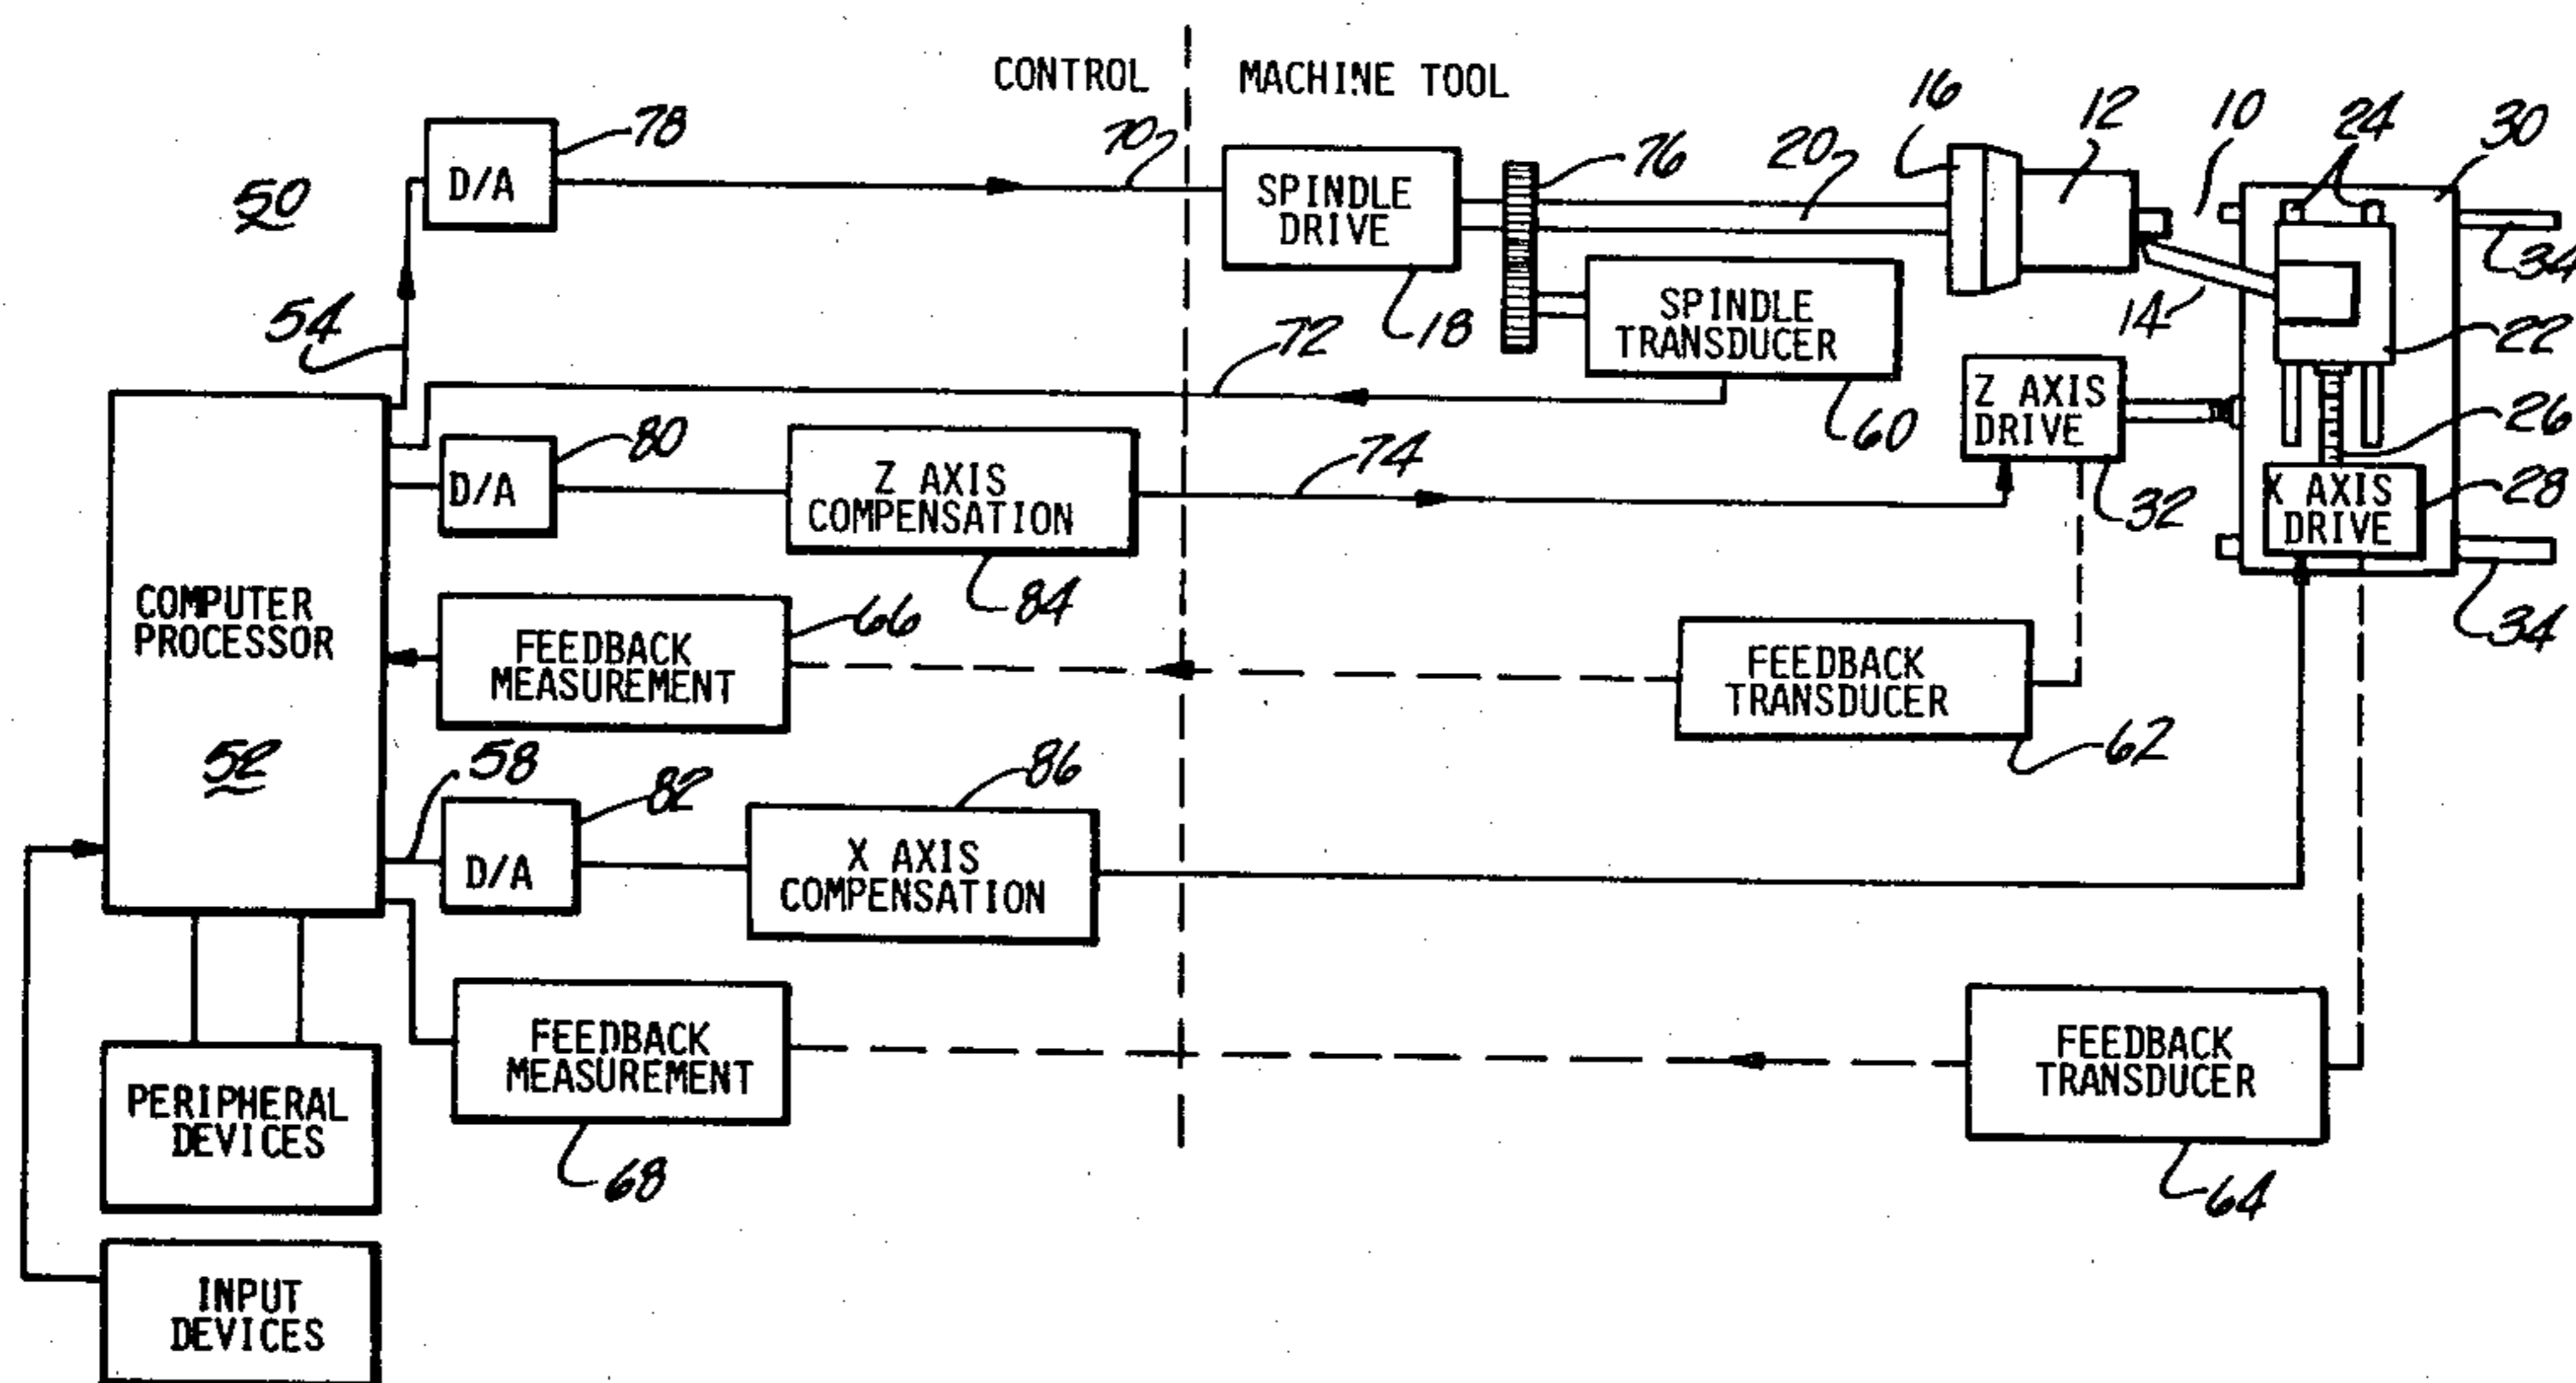 CONTROL
MACHINE TOOL
78
D/A
50
70
SPINDLE
DRIVE
18
76
20
16
12
10
24
30
34
14
22
54
72
SPINDLE
TRANSDUCER
60
Z AXIS
DRIVE
32
26
X AXIS
DRIVE
28
34
80
D/A
Z AXIS
COMPENSATION
84
74
COMPUTER
PROCESSOR
52
FEEDBACK
MEASUREMENT
66
FEEDBACK
TRANSDUCER
62
58
82
D/A
86
X AXIS
COMPENSATION
FEEDBACK
MEASUREMENT
68
FEEDBACK
TRANSDUCER
64
PERIPHERAL
DEVICES
INPUT
DEVICES